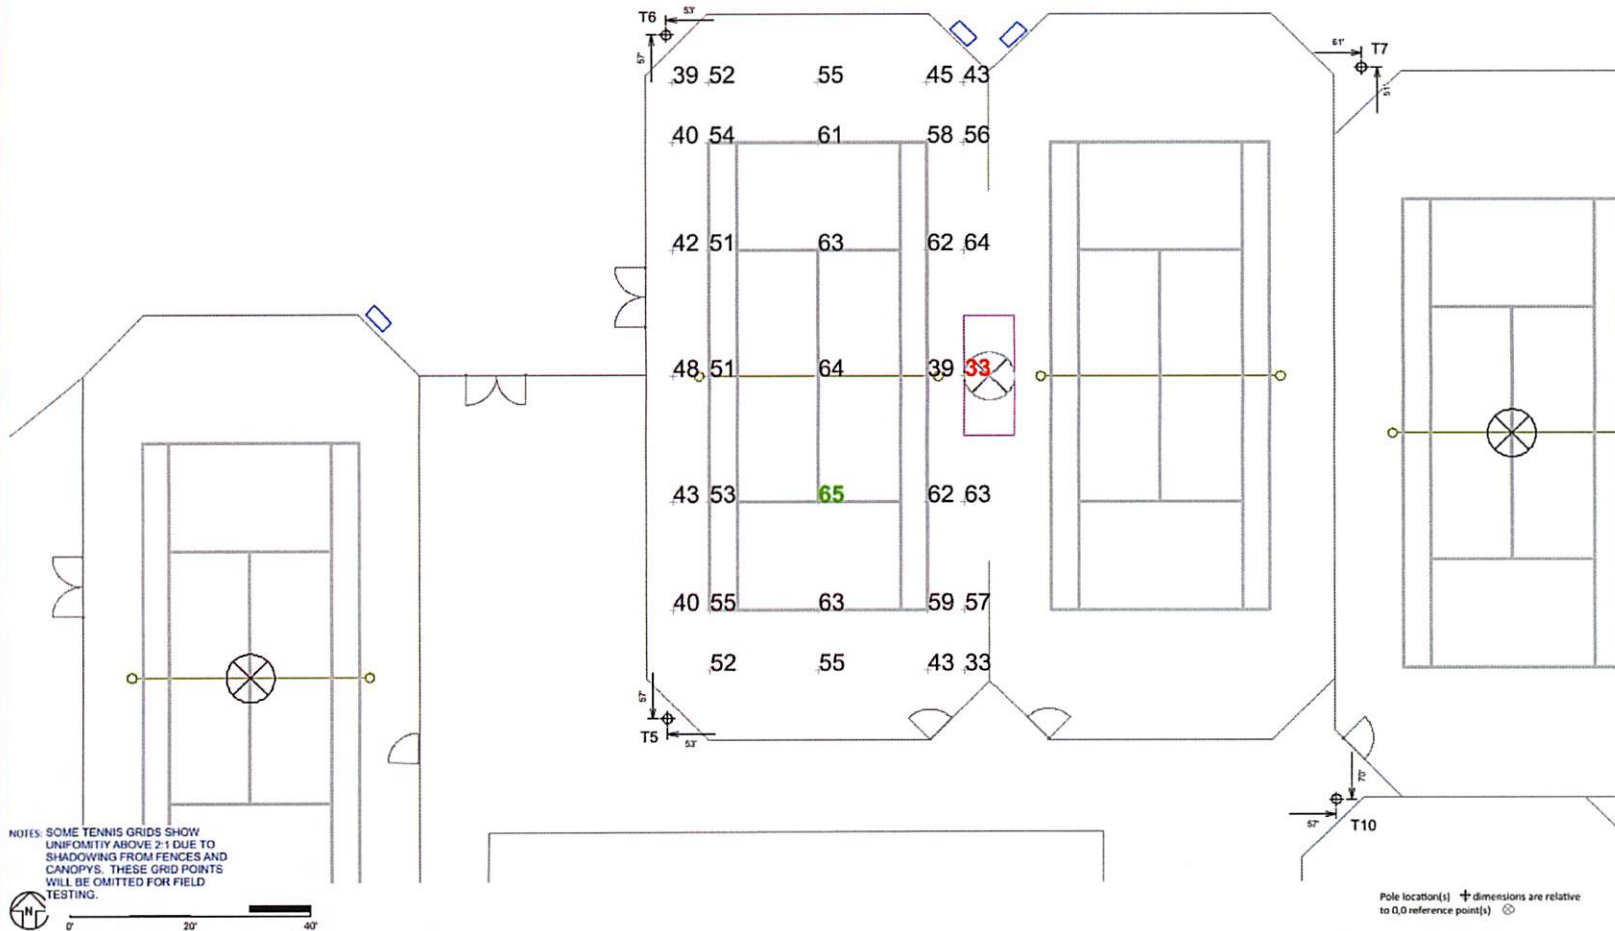 T6 53'
T7
61'
57'
51'
39 52 55 45 43
40 54 61 58 56
42 51 63 62 64
48 51 64 39 33
43 53 65 62 63
40 55 63 59 57
52 55 43 33
57'
T5 53'
70'
57' T10
NOTES: SOME TENNIS GRIDS SHOW
UNIFOMITIY ABOVE 2:1 DUE TO
SHADOWING FROM FENCES AND
CANOPYS. THESE GRID POINTS
WILL BE OMITTED FOR FIELD
TESTING.
N
0' 20' 40'
Pole location(s) dimensions are relative
to 0,0 reference point(s)